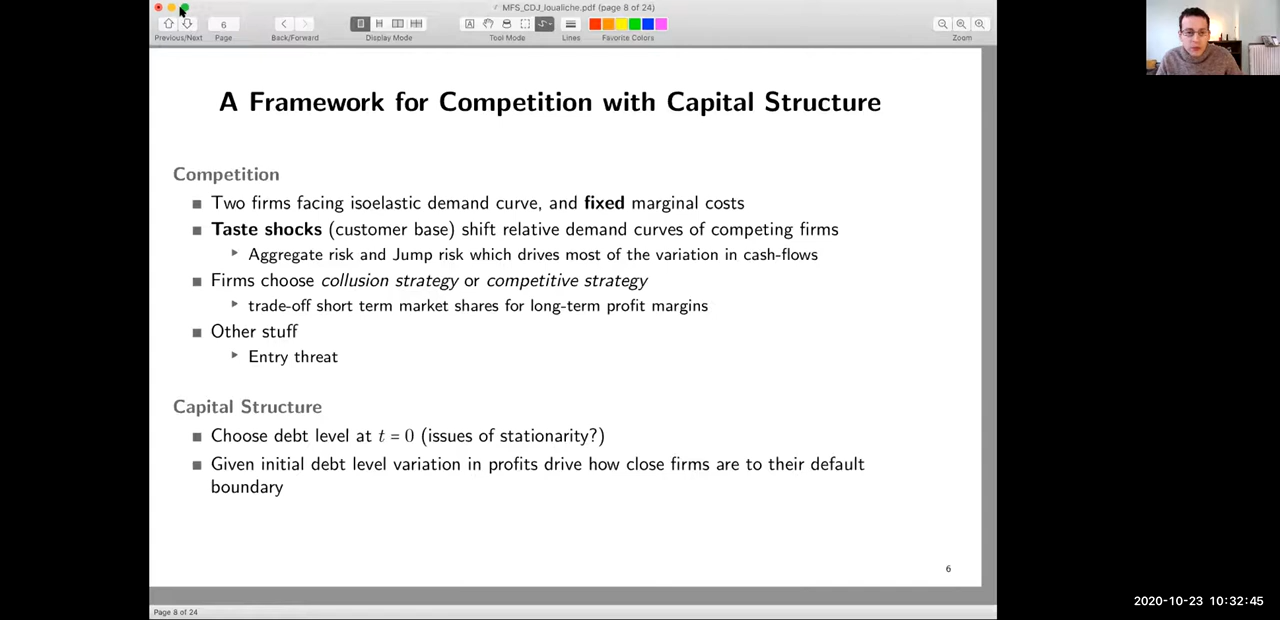 MFS_CDJ_loualiche.pdf (page 8 of 24)
6
Previous/Next
Page
Back/Forward
Display Mode
Tool Mode
Lines
Favorite Colors
Zoom
A Framework for Competition with Capital Structure
Competition
Two firms facing isoelastic demand curve, and fixed marginal costs
Taste shocks (customer base) shift relative demand curves of competing firms
Aggregate risk and Jump risk which drives most of the variation in cash-flows
Firms choose collusion strategy or competitive strategy
trade-off short term market shares for long-term profit margins
Other stuff
Entry threat
Capital Structure
Choose debt level at t = 0 (issues of stationarity?)
Given initial debt level variation in profits drive how close firms are to their default
boundary
6
Page 8 of 24
2020-10-23 10:32:45